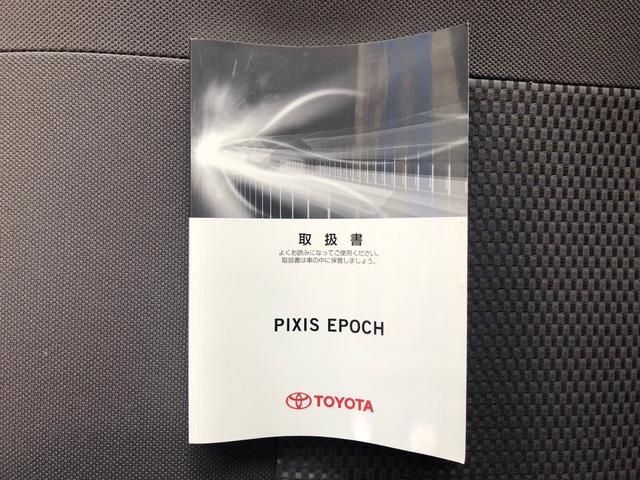 取扱書
よくお読みになってご使用ください。
取扱書は車の中に保管しましょう。
PIXIS EPOCH
TOYOTA